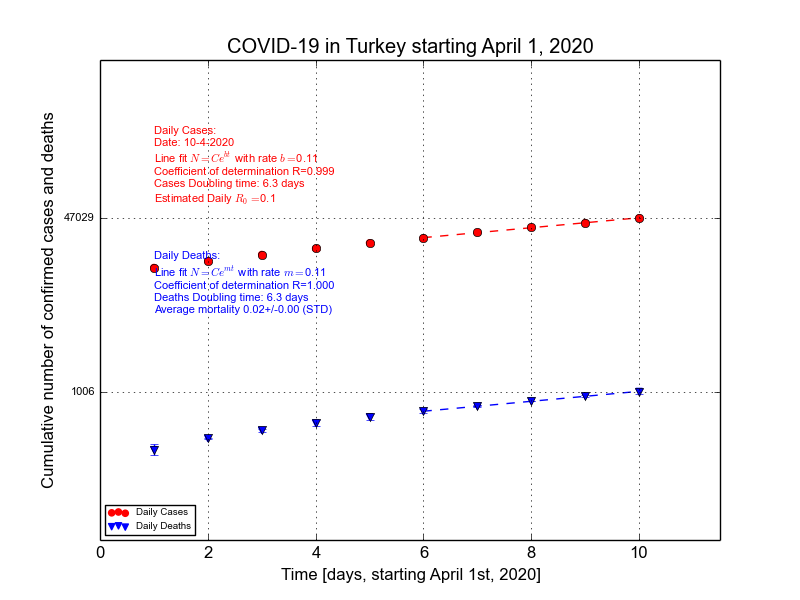 COVID-19 in Turkey starting April 1, 2020
Cumulative number of confirmed cases and deaths
Daily Cases:
Date: 10-4-2020
Line fit N=Ce^{bt} with rate b=0.11
Coefficient of determination R=0.999
Cases Doubling time: 6.3 days
Estimated Daily R_0 =0.1
47029
Daily Deaths:
Line fit N=Ce^{mt} with rate m=0.11
Coefficient of determination R=1.000
Deaths Doubling time: 6.3 days
Average mortality 0.02+/-0.00 (STD)
1006
Daily Cases
Daily Deaths
0 2 4 6 8 10
Time [days, starting April 1st, 2020]